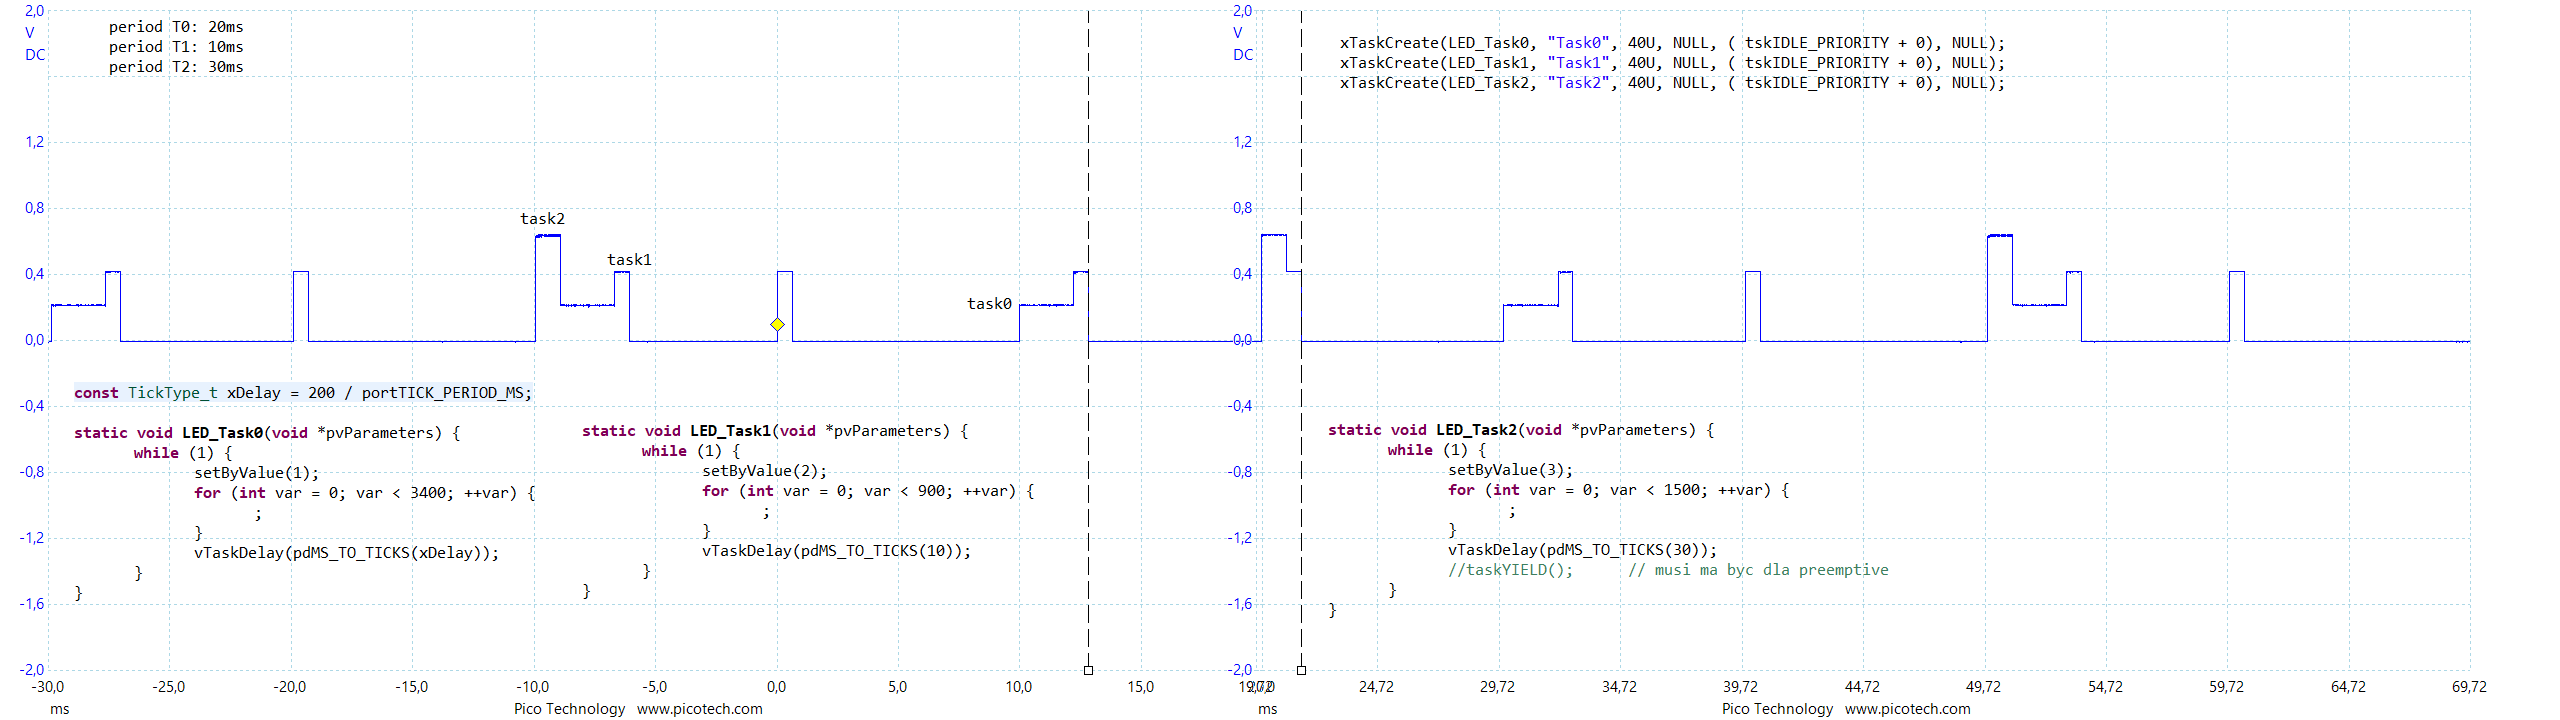 2,0
V
DC
1,2
0,8
0,4
0,0
-0,4
-0,8
-1,2
-1,6
-2,0
period T0: 20ms
period T1: 10ms
period T2: 30ms
task2
task1
task0
const TickType_t xDelay = 200 / portTICK_PERIOD_MS;
static void LED_Task0(void *pvParameters) {
while (1) {
setByValue(1);
for (int var = 0; var < 3400; ++var) {
;
}
vTaskDelay(pdMS_TO_TICKS(xDelay));
}
}
static void LED_Task1(void *pvParameters) {
while (1) {
setByValue(2);
for (int var = 0; var < 900; ++var) {
;
}
vTaskDelay(pdMS_TO_TICKS(10));
}
}
-30,0
-25,0
-20,0
-15,0
-10,0
-5,0
0,0
5,0
10,0
15,0
ms
Pico Technology www.picotech.com
2,0
V
DC
1,2
0,8
0,4
0,0
-0,4
-0,8
-1,2
-1,6
-2,0
xTaskCreate(LED_Task0, "Task0", 40U, NULL, ( tskIDLE_PRIORITY + 0), NULL);
xTaskCreate(LED_Task1, "Task1", 40U, NULL, ( tskIDLE_PRIORITY + 0), NULL);
xTaskCreate(LED_Task2, "Task2", 40U, NULL, ( tskIDLE_PRIORITY + 0), NULL);
static void LED_Task2(void *pvParameters) {
while (1) {
setByValue(3);
for (int var = 0; var < 1500; ++var) {
;
}
vTaskDelay(pdMS_TO_TICKS(30));
//taskYIELD(); // musi ma byc dla preemptive
}
}
24,72
29,72
34,72
39,72
44,72
49,72
54,72
59,72
64,72
69,72
ms
Pico Technology www.picotech.com